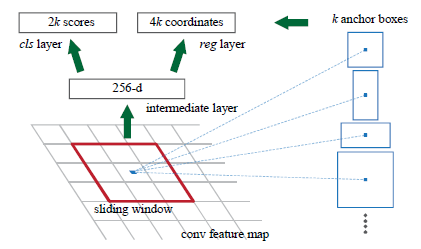 2k scores
4k coordinates
k anchor boxes
cls layer
reg layer
256-d
intermediate layer
sliding window
conv feature map